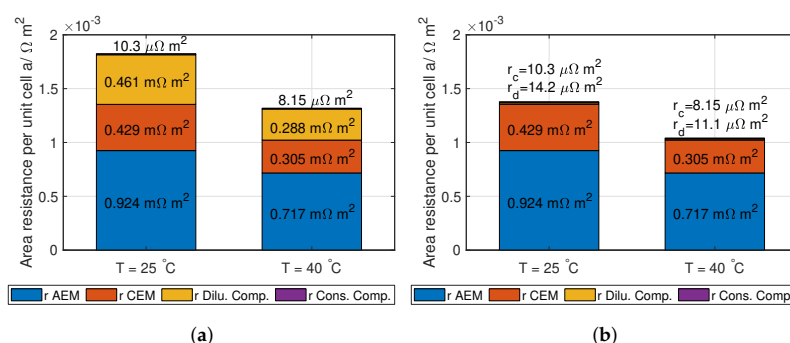 ×10⁻³
2
1.5
1
0.5
0
Area resistance per unit cell a/ Ω m²
10.3 μΩ m²
0.461 mΩ m²
0.429 mΩ m²
0.924 mΩ m²
8.15 μΩ m²
0.288 mΩ m²
0.305 mΩ m²
0.717 mΩ m²
T = 25 °C
T = 40 °C
r AEM r CEM r Dilu. Comp. r Cons. Comp.
(a)
×10⁻³
2
1.5
1
0.5
0
Area resistance per unit cell a/ Ω m²
r_c=10.3 μΩ m²
r_d=14.2 μΩ m²
0.429 mΩ m²
0.924 mΩ m²
r_c=8.15 μΩ m²
r_d=11.1 μΩ m²
0.305 mΩ m²
0.717 mΩ m²
T = 25 °C
T = 40 °C
r AEM r CEM r Dilu. Comp. r Cons. Comp.
(b)